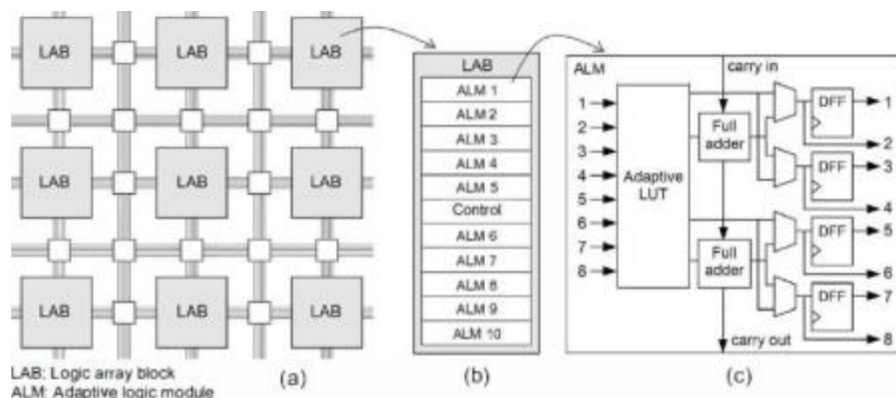 LAB LAB LAB
LAB LAB LAB
LAB LAB LAB
LAB: Logic array block
ALM: Adaptive logic module
(a)
LAB
ALM 1
ALM 2
ALM 3
ALM 4
ALM 5
Control
ALM 6
ALM 7
ALM 8
ALM 9
ALM 10
(b)
ALM
carry in
1
2
3
4
5
6
7
8
Adaptive
LUT
Full
adder
Full
adder
DFF
DFF
DFF
DFF
1
2
3
4
5
6
7
8
carry out
(c)